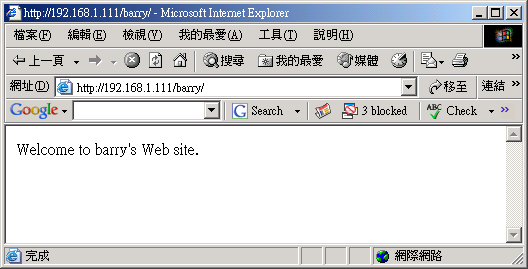 http://192.168.1.111/barry/ - Microsoft Internet Explorer
檔案(F) 編輯(E) 檢視(V) 我的最愛(A) 工具(T) 說明(H)
上一頁 搜尋 我的最愛 媒體
網址(D) http://192.168.1.111/barry/ 移至 連結
Google Search 3 blocked ABC Check
Welcome to barry's Web site.
完成 網際網路